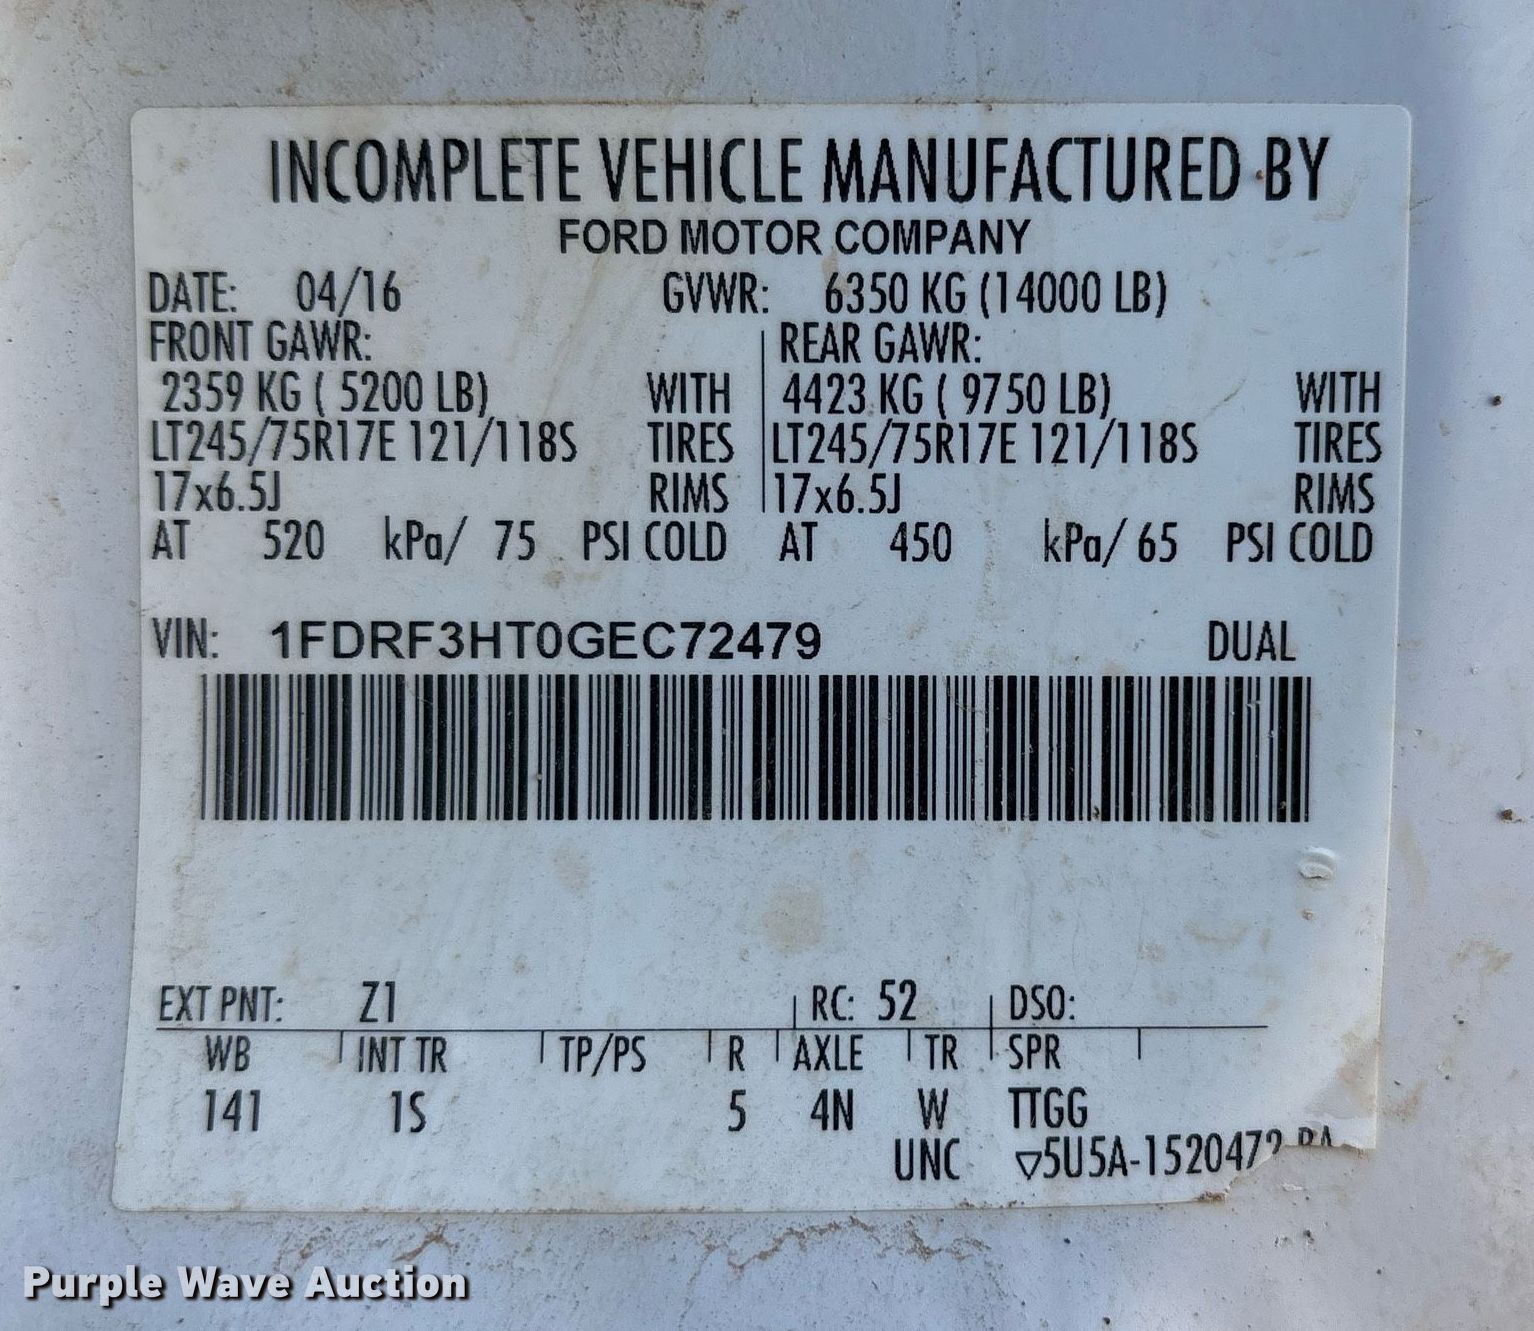 INCOMPLETE VEHICLE MANUFACTURED BY
FORD MOTOR COMPANY
DATE: 04/16 GVWR: 6350 KG (14000 LB)
FRONT GAWR: REAR GAWR:
2359 KG ( 5200 LB) WITH 4423 KG ( 9750 LB) WITH
LT245/75R17E 121/118S TIRES LT245/75R17E 121/118S TIRES
17x6.5J RIMS 17x6.5J RIMS
AT 520 kPa/ 75 PSI COLD AT 450 kPa/ 65 PSI COLD
VIN: 1FDRF3HT0GEC72479 DUAL
EXT PNT: Z1 RC: 52 DSO:
WB INT TR TP/PS R AXLE TR SPR
141 1S 5 4N W TTGG
UNC ▽5U5A-1520472
Purple Wave Auction